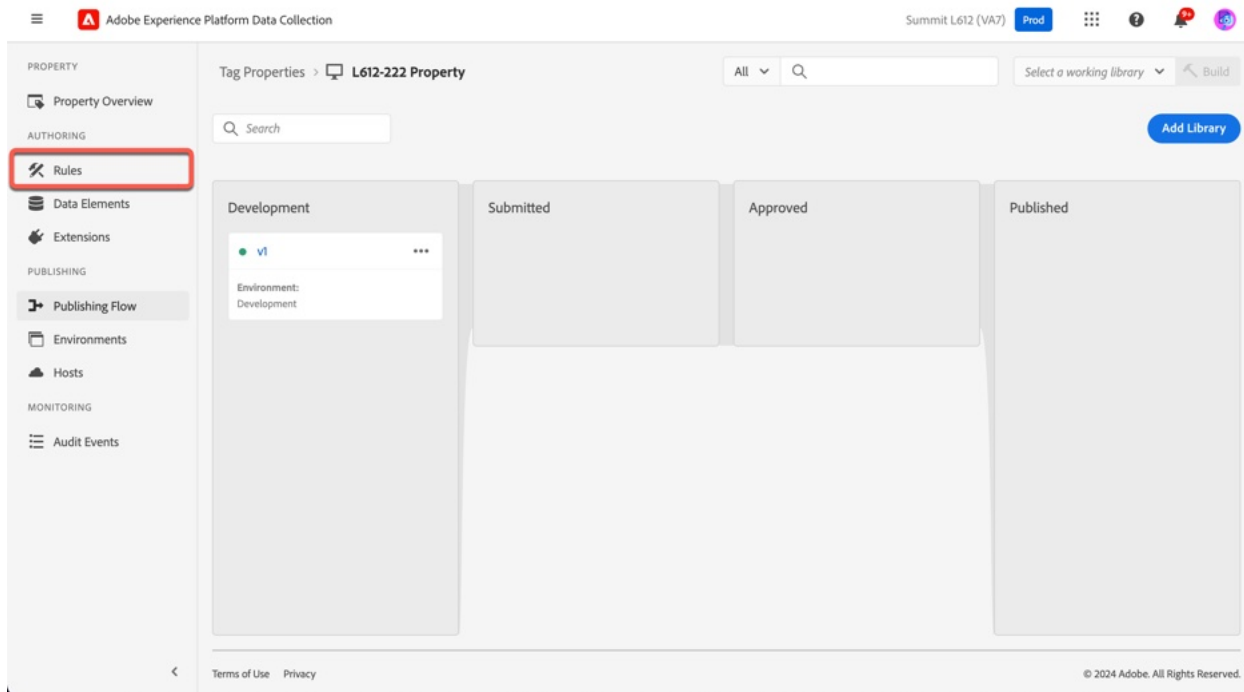 Adobe Experience Platform Data Collection
Summit L612 (VA7) Prod 9+
PROPERTY
Property Overview
AUTHORING
Rules
Data Elements
Extensions
PUBLISHING
Publishing Flow
Environments
Hosts
MONITORING
Audit Events
Tag Properties > L612-222 Property
All
Select a working library
Build
Search
Add Library
Development
v1
Environment:
Development
Submitted
Approved
Published
Terms of Use Privacy
© 2024 Adobe. All Rights Reserved.